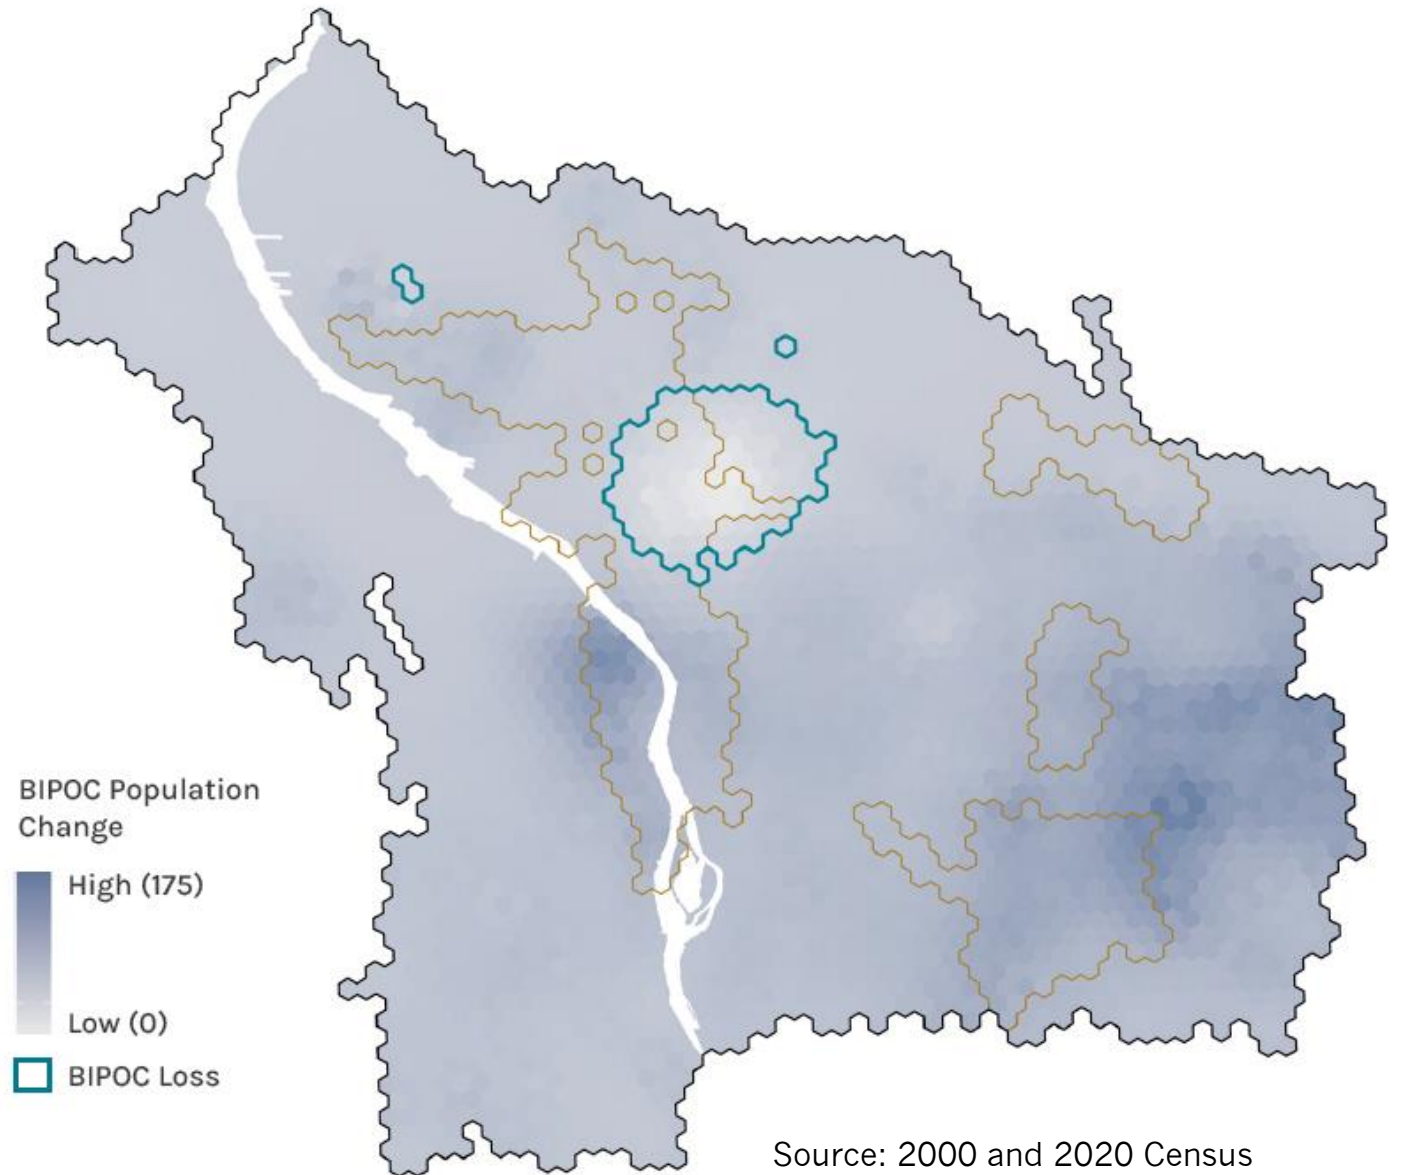 BIPOC Population
Change
High (175)
Low (0)
BIPOC Loss
Source: 2000 and 2020 Census